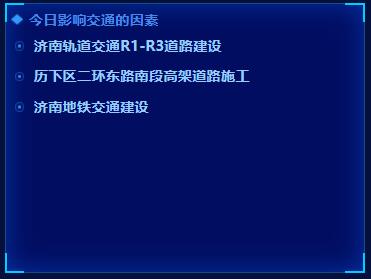 今日影响交通的因素
济南轨道交通R1-R3道路建设
历下区二环东路南段高架道路施工
济南地铁交通建设